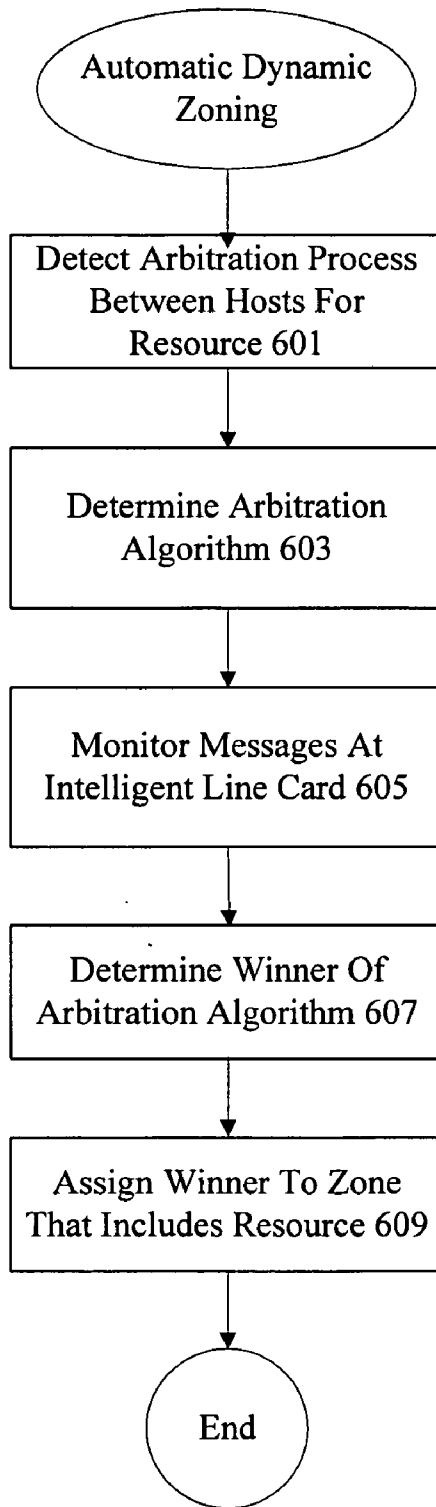 Automatic Dynamic
Zoning
Detect Arbitration Process
Between Hosts For
Resource 601
Determine Arbitration
Algorithm 603
Monitor Messages At
Intelligent Line Card 605
Determine Winner Of
Arbitration Algorithm 607
Assign Winner To Zone
That Includes Resource 609
End